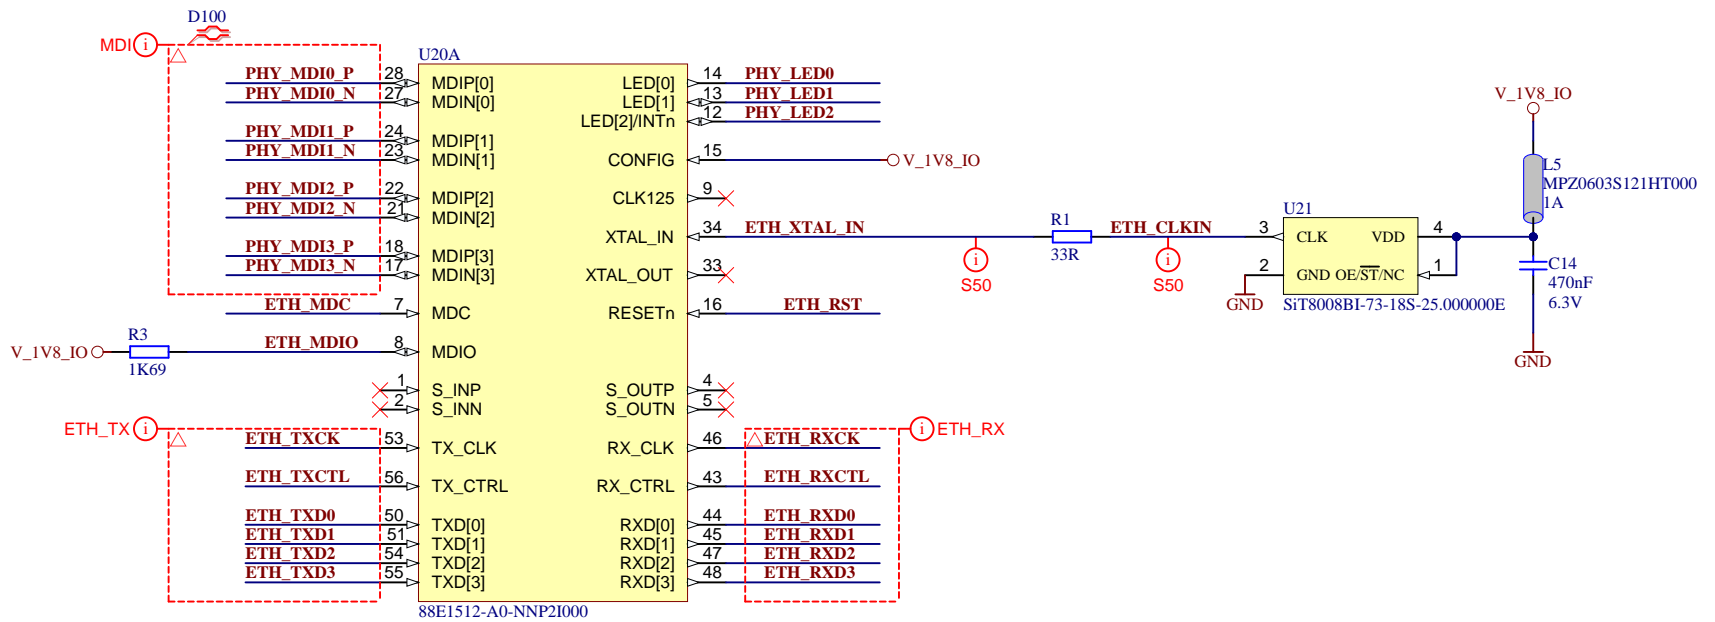 D100
MDI i
U20A
PHY_MDI0_P 28 MDIP[0] LED[0] 14 PHY_LED0
PHY_MDI0_N 27 MDIN[0] LED[1] 13 PHY_LED1
LED[2]/INTn 12 PHY_LED2
V_1V8_IO
PHY_MDI1_P 24 MDIP[1]
PHY_MDI1_N 23 MDIN[1] CONFIG 15 V_1V8_IO
L5
MPZ0603S121HT000
1A
PHY_MDI2_P 22 MDIP[2] CLK125 9
PHY_MDI2_N 21 MDIN[2]
U21
R1
XTAL_IN 34 ETH_XTAL_IN ETH_CLKIN 3 CLK VDD 4
33R
PHY_MDI3_P 18 MDIP[3]
PHY_MDI3_N 17 MDIN[3] XTAL_OUT 33 i i 2 GND OE/ST/NC 1
S50 S50
C14
470nF
6.3V
GND SiT8008BI-73-18S-25.000000E
ETH_MDC 7 MDC RESETn 16 ETH_RST
R3
V_1V8_IO ETH_MDIO 8 MDIO
1K69
GND
1 S_INP S_OUTP 4
2 S_INN S_OUTN 5
ETH_TX i i ETH_RX
ETH_TXCK 53 TX_CLK RX_CLK 46 ETH_RXCK
ETH_TXCTL 56 TX_CTRL RX_CTRL 43 ETH_RXCTL
ETH_TXD0 50 TXD[0] RXD[0] 44 ETH_RXD0
ETH_TXD1 51 TXD[1] RXD[1] 45 ETH_RXD1
ETH_TXD2 54 TXD[2] RXD[2] 47 ETH_RXD2
ETH_TXD3 55 TXD[3] RXD[3] 48 ETH_RXD3
88E1512-A0-NNP2I000